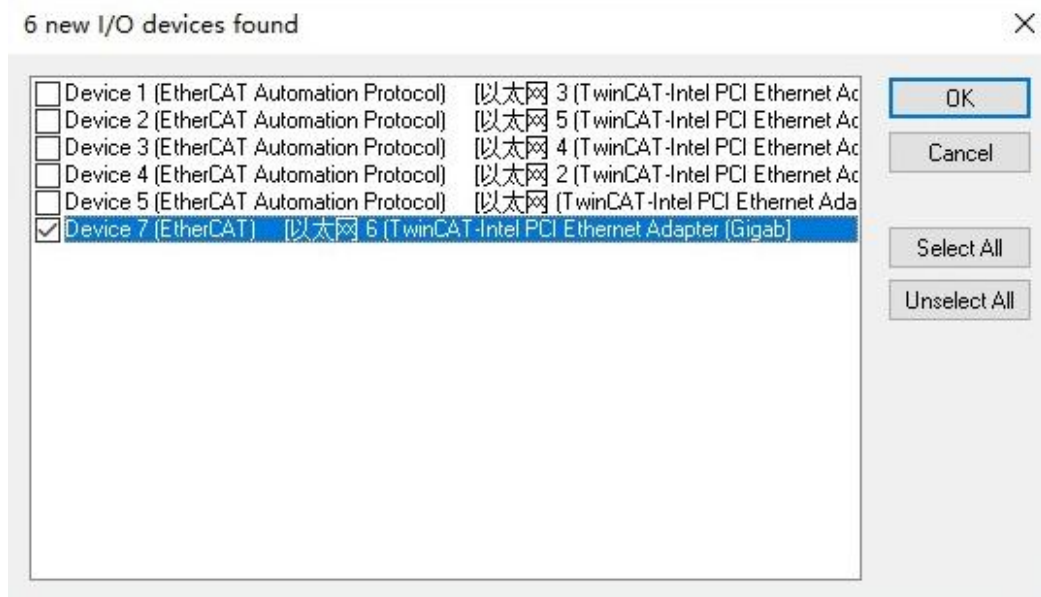 6 new I/O devices found
Device 1 (EtherCAT Automation Protocol) [以太网 3 (TwinCAT-Intel PCI Ethernet Ac
Device 2 (EtherCAT Automation Protocol) [以太网 5 (TwinCAT-Intel PCI Ethernet Ac
Device 3 (EtherCAT Automation Protocol) [以太网 4 (TwinCAT-Intel PCI Ethernet Ac
Device 4 (EtherCAT Automation Protocol) [以太网 2 (TwinCAT-Intel PCI Ethernet Ac
Device 5 (EtherCAT Automation Protocol) [以太网 (TwinCAT-Intel PCI Ethernet Ada
Device 7 (EtherCAT) [以太网 6 (TwinCAT-Intel PCI Ethernet Adapter (Gigab]
OK
Cancel
Select All
Unselect All